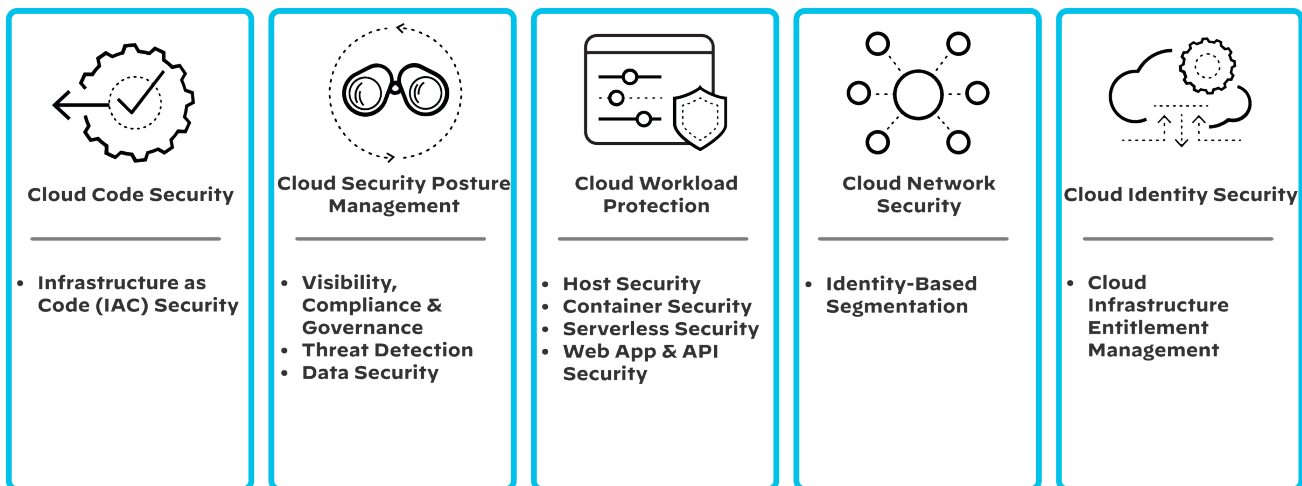 Cloud Code Security
• Infrastructure as
Code (IAC) Security
Cloud Security Posture
Management
• Visibility,
Compliance &
Governance
• Threat Detection
• Data Security
Cloud Workload
Protection
• Host Security
• Container Security
• Serverless Security
• Web App & API
Security
Cloud Network
Security
• Identity-Based
Segmentation
Cloud Identity Security
• Cloud
Infrastructure
Entitlement
Management